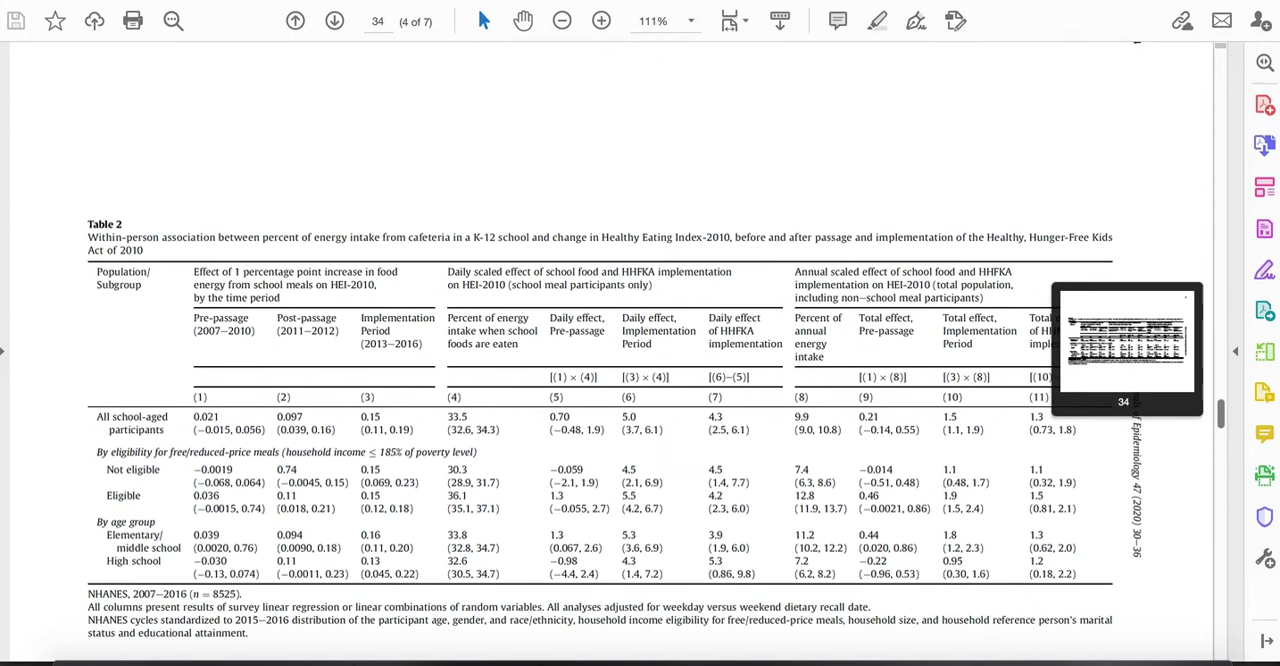 34 (4 of 7) 111%
Table 2
Within-person association between percent of energy intake from cafeteria in a K-12 school and change in Healthy Eating Index-2010, before and after passage and implementation of the Healthy, Hunger-Free Kids
Act of 2010
Population/
Subgroup
Effect of 1 percentage point increase in food
energy from school meals on HEI-2010,
by the time period
Daily scaled effect of school food and HHFKA implementation
on HEI-2010 (school meal participants only)
Annual scaled effect of school food and HHFKA
implementation on HEI-2010 (total population,
including non−school meal participants)
Pre-passage
(2007−2010)
Post-passage
(2011−2012)
Implementation
Period
(2013−2016)
Percent of energy
intake when school
foods are eaten
Daily effect,
Pre-passage
Daily effect,
Implementation
Period
Daily effect
of HHFKA
implementation
Percent of
annual
energy
intake
Total effect,
Pre-passage
Total effect,
Implementation
Period
[(1) × (4)] [(3) × (4)] [(6)−(5)] [(1) × (8)] [(3) × (8)] [(10)
(1) (2) (3) (4) (5) (6) (7) (8) (9) (10) (11)
All school-aged 0.021 0.097 0.15 33.5 0.70 5.0 4.3 9.9 0.21 1.5 1.3
participants (−0.015, 0.056) (0.039, 0.16) (0.11, 0.19) (32.6, 34.3) (−0.48, 1.9) (3.7, 6.1) (2.5, 6.1) (9.0, 10.8) (−0.14, 0.55) (1.1, 1.9) (0.73, 1.8)
By eligibility for free/reduced-price meals (household income ≤ 185% of poverty level)
Not eligible −0.0019 0.74 0.15 30.3 −0.059 4.5 4.5 7.4 −0.014 1.1 1.1
(−0.068, 0.064) (−0.0045, 0.15) (0.069, 0.23) (28.9, 31.7) (−2.1, 1.9) (2.1, 6.9) (1.4, 7.7) (6.3, 8.6) (−0.51, 0.48) (0.48, 1.7) (0.32, 1.9)
Eligible 0.036 0.11 0.15 36.1 1.3 5.5 4.2 12.8 0.46 1.9 1.5
(−0.0015, 0.74) (0.018, 0.21) (0.12, 0.18) (35.1, 37.1) (−0.055, 2.7) (4.2, 6.7) (2.3, 6.0) (11.9, 13.7) (−0.0021, 0.86) (1.5, 2.4) (0.81, 2.1)
By age group
Elementary/ 0.039 0.094 0.16 33.8 1.3 5.3 3.9 11.2 0.44 1.8 1.3
middle school (0.0020, 0.76) (0.0090, 0.18) (0.11, 0.20) (32.8, 34.7) (0.067, 2.6) (3.6, 6.9) (1.9, 6.0) (10.2, 12.2) (0.020, 0.86) (1.2, 2.3) (0.62, 2.0)
High school −0.030 0.11 0.13 32.6 −0.98 4.3 5.3 7.2 −0.22 0.95 1.2
(−0.13, 0.074) (−0.0011, 0.23) (0.045, 0.22) (30.5, 34.7) (−4.4, 2.4) (1.4, 7.2) (0.86, 9.8) (6.2, 8.2) (−0.96, 0.53) (0.30, 1.6) (0.18, 2.2)
NHANES, 2007−2016 (n = 8525).
All columns present results of survey linear regression or linear combinations of random variables. All analyses adjusted for weekday versus weekend dietary recall date.
NHANES cycles standardized to 2015−2016 distribution of the participant age, gender, and race/ethnicity, household income eligibility for free/reduced-price meals, household size, and household reference person's marital
status and educational attainment.
34
of Epidemiology 47 (2020) 30−36